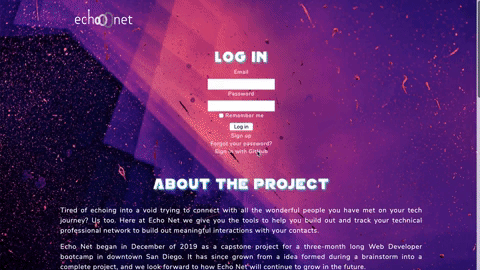 echo net
LOG IN
Email
Password
Remember me
Log in
Sign up
Forgot your password?
Sign in with GitHub
ABOUT THE PROJECT
Tired of echoing into a void trying to connect with all the wonderful people you have met on your tech
journey? Us too. Here at Echo Net we give you the tools to help you build out and track your technical
professional network to build out meaningful interactions with your contacts.
Echo Net began in December of 2019 as a capstone project for a three-month long Web Developer
bootcamp in downtown San Diego. It has since grown from a idea formed during a brainstorm into a
complete project, and we look forward to how Echo Net will continue to grow in the future.